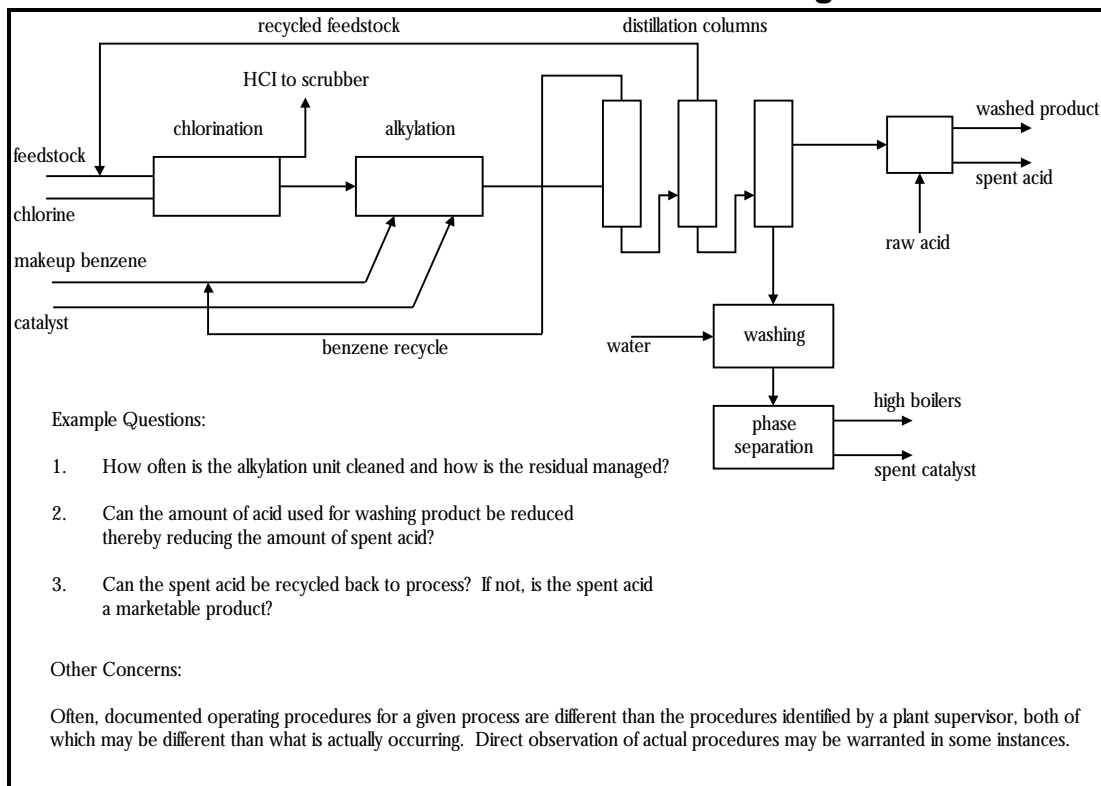 recycled feedstock
distillation columns
HCl to scrubber
chlorination
alkylation
washed product
feedstock
spent acid
chlorine
raw acid
makeup benzene
catalyst
benzene recycle
water
washing
high boilers
phase
separation
spent catalyst
Example Questions:
1. How often is the alkylation unit cleaned and how is the residual managed?
2. Can the amount of acid used for washing product be reduced
thereby reducing the amount of spent acid?
3. Can the spent acid be recycled back to process? If not, is the spent acid
a marketable product?
Other Concerns:
Often, documented operating procedures for a given process are different than the procedures identified by a plant supervisor, both of
which may be different than what is actually occurring. Direct observation of actual procedures may be warranted in some instances.